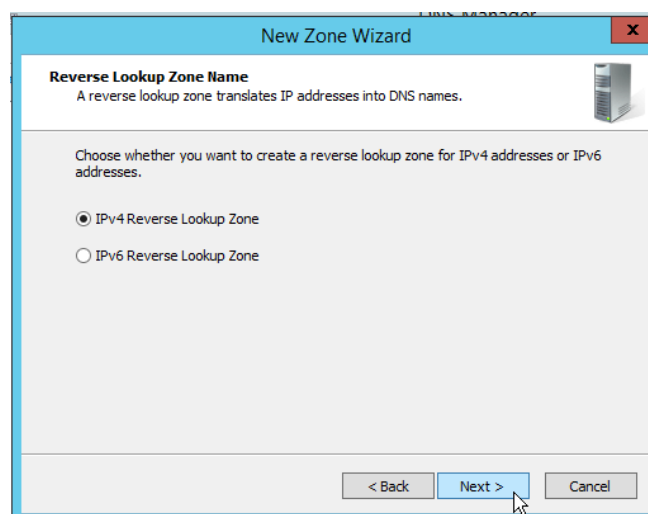 DNS Manager
New Zone Wizard
x
Reverse Lookup Zone Name
A reverse lookup zone translates IP addresses into DNS names.
Choose whether you want to create a reverse lookup zone for IPv4 addresses or IPv6
addresses.
IPv4 Reverse Lookup Zone
IPv6 Reverse Lookup Zone
< Back
Next >
Cancel